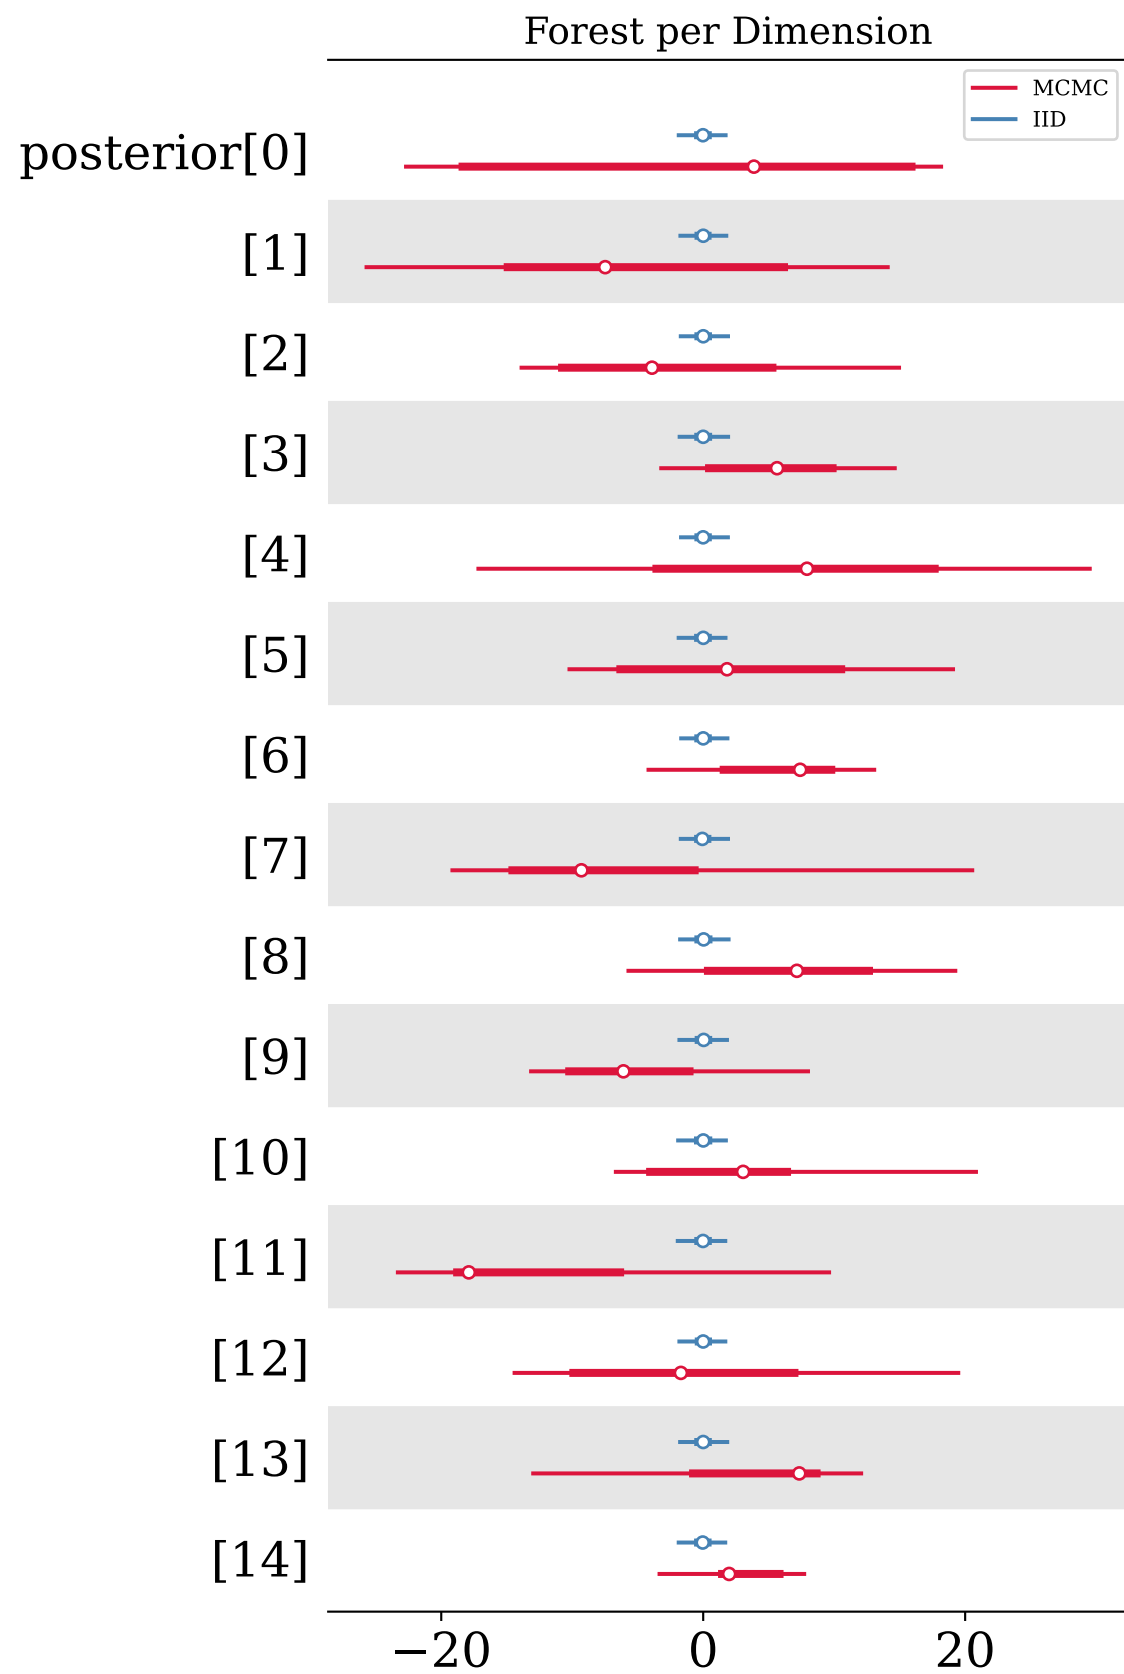 Forest per Dimension
MCMC
IID
posterior[0]
[1]
[2]
[3]
[4]
[5]
[6]
[7]
[8]
[9]
[10]
[11]
[12]
[13]
[14]
−20 0 20